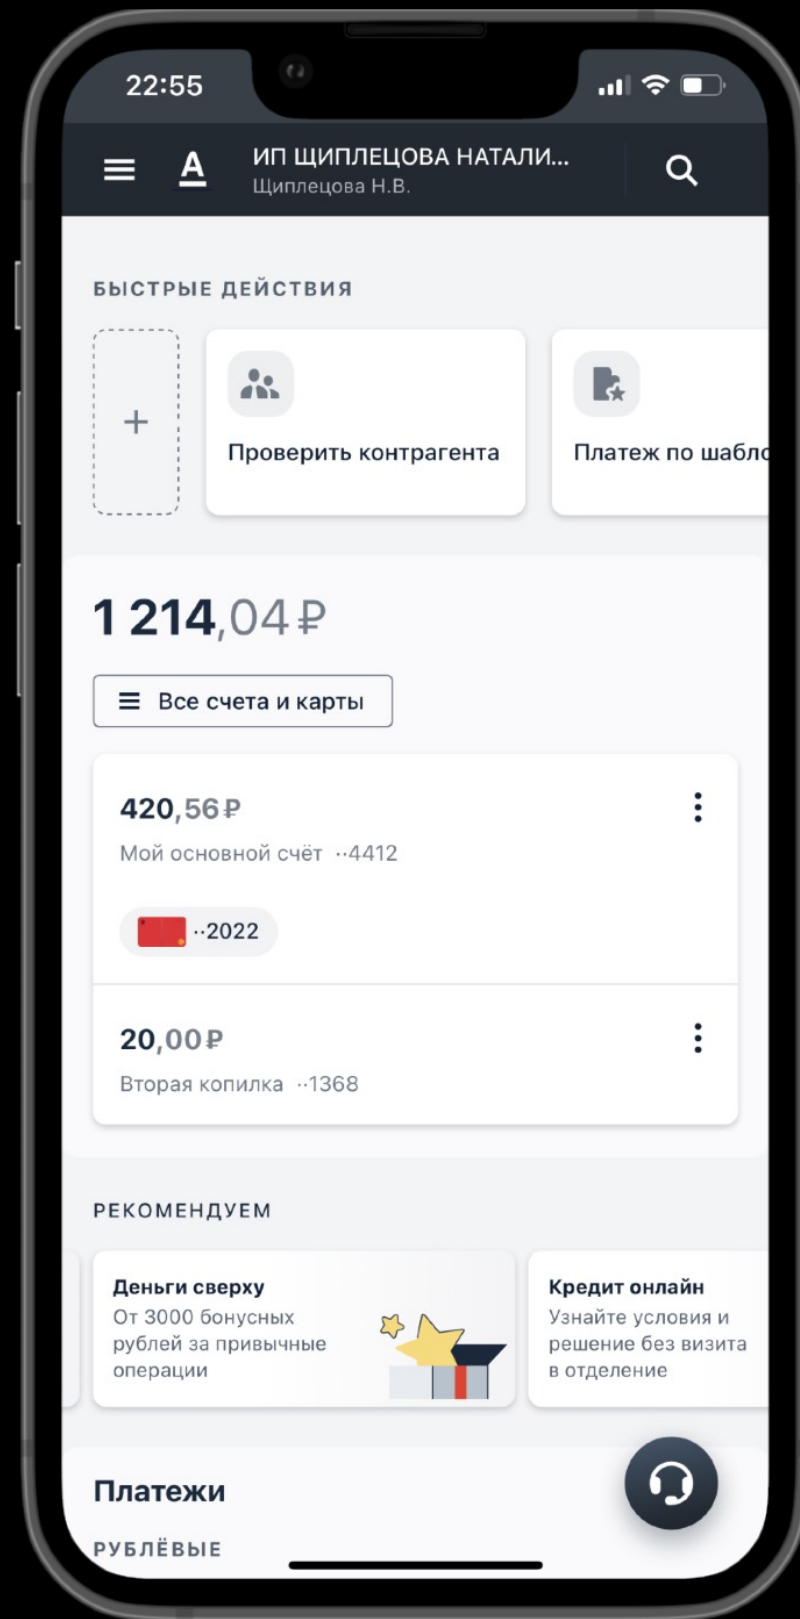 22:55
А
ИП ЩИПЛЕЦОВА НАТАЛИ...
Щиплецова Н.В.
БЫСТРЫЕ ДЕЙСТВИЯ
+
Проверить контрагента
Платеж по шабло
1 214,04 ₽
Все счета и карты
420,56 ₽
Мой основной счёт ··4412
··2022
20,00 ₽
Вторая копилка ··1368
РЕКОМЕНДУЕМ
Деньги сверху
От 3000 бонусных
рублей за привычные
операции
Кредит онлайн
Узнайте условия и
решение без визита
в отделение
Платежи
РУБЛЁВЫЕ